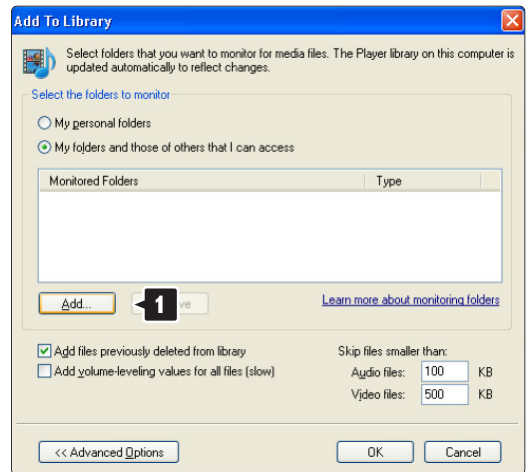 Add To Library
Select folders that you want to monitor for media files. The Player library on this computer is
updated automatically to reflect changes.
Select the folders to monitor
My personal folders
My folders and those of others that I can access
Monitored Folders Type
Add... 1 ve Learn more about monitoring folders
Add files previously deleted from library
Add volume-leveling values for all files (slow)
Skip files smaller than:
Audio files: 100 KB
Video files: 500 KB
<< Advanced Options OK Cancel